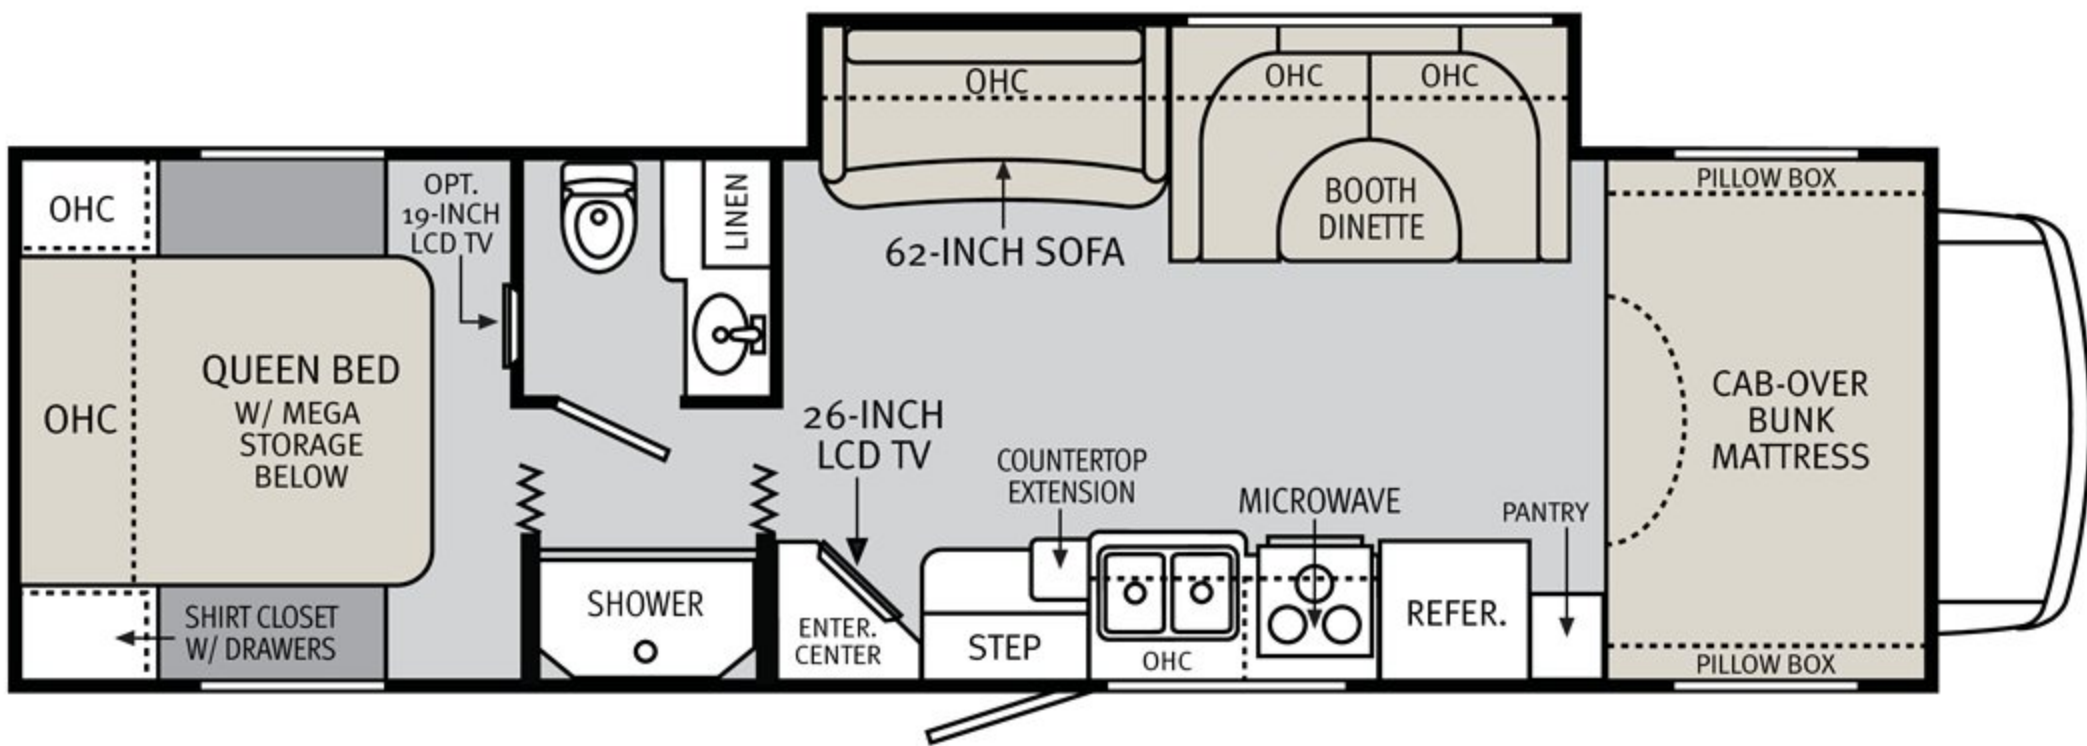 OHC
OHC
OHC
PILLOW BOX
OPT.
19-INCH
LCD TV
LINEN
OHC
BOOTH
DINETTE
62-INCH SOFA
QUEEN BED
W/ MEGA
STORAGE
BELOW
OHC
26-INCH
LCD TV
CAB-OVER
BUNK
MATTRESS
COUNTERTOP
EXTENSION
MICROWAVE
PANTRY
SHIRT CLOSET
W/ DRAWERS
SHOWER
ENTER.
CENTER
STEP
OHC
REFER.
PILLOW BOX